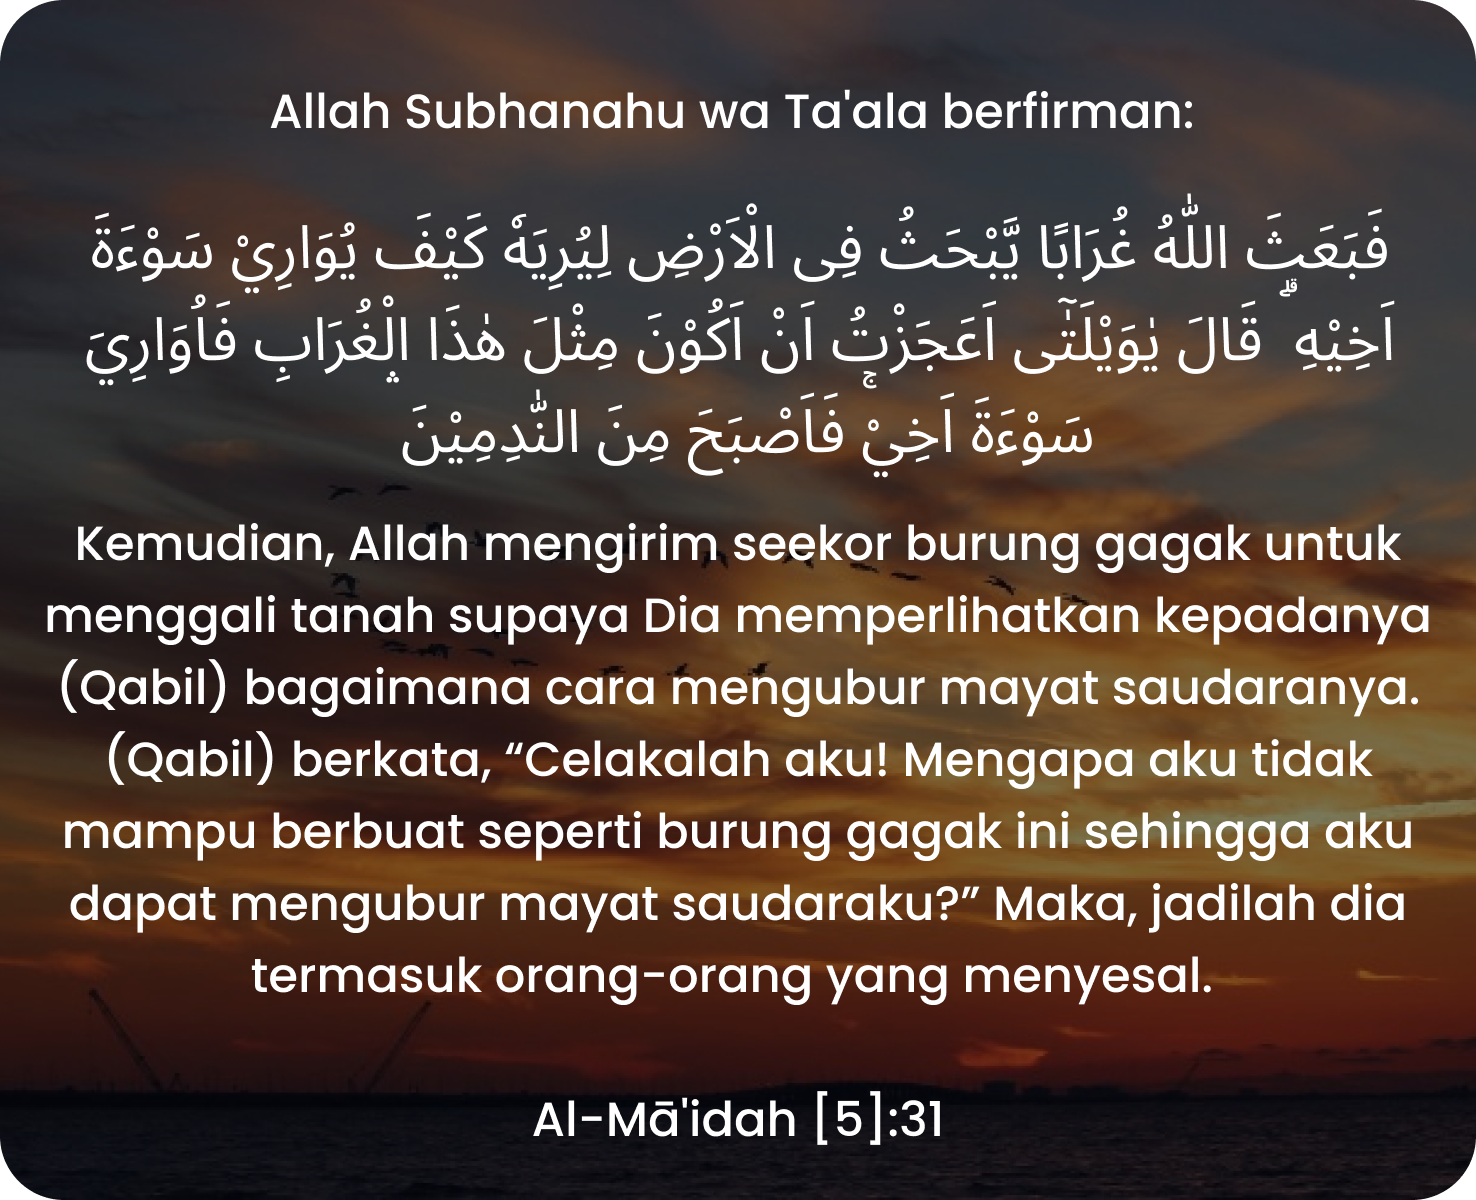 Allah Subhanahu wa Ta'ala berfirman:
فَبَعَثَ اللّٰهُ غُرَابًا يَّبْحَثُ فِى الْاَرْضِ لِيُرِيَهٗ كَيْفَ يُوَارِيْ سَوْءَةَ
اَخِيْهِ ۗ قَالَ يٰوَيْلَتٰٓى اَعَجَزْتُ اَنْ اَكُوْنَ مِثْلَ هٰذَا الْغُرَابِ فَاُوَارِيَ
سَوْءَةَ اَخِيْۚ فَاَصْبَحَ مِنَ النّٰدِمِيْنَ
Kemudian, Allah mengirim seekor burung gagak untuk
menggali tanah supaya Dia memperlihatkan kepadanya
(Qabil) bagaimana cara mengubur mayat saudaranya.
(Qabil) berkata, “Celakalah aku! Mengapa aku tidak
mampu berbuat seperti burung gagak ini sehingga aku
dapat mengubur mayat saudaraku?” Maka, jadilah dia
termasuk orang-orang yang menyesal.
Al-Mā'idah [5]:31